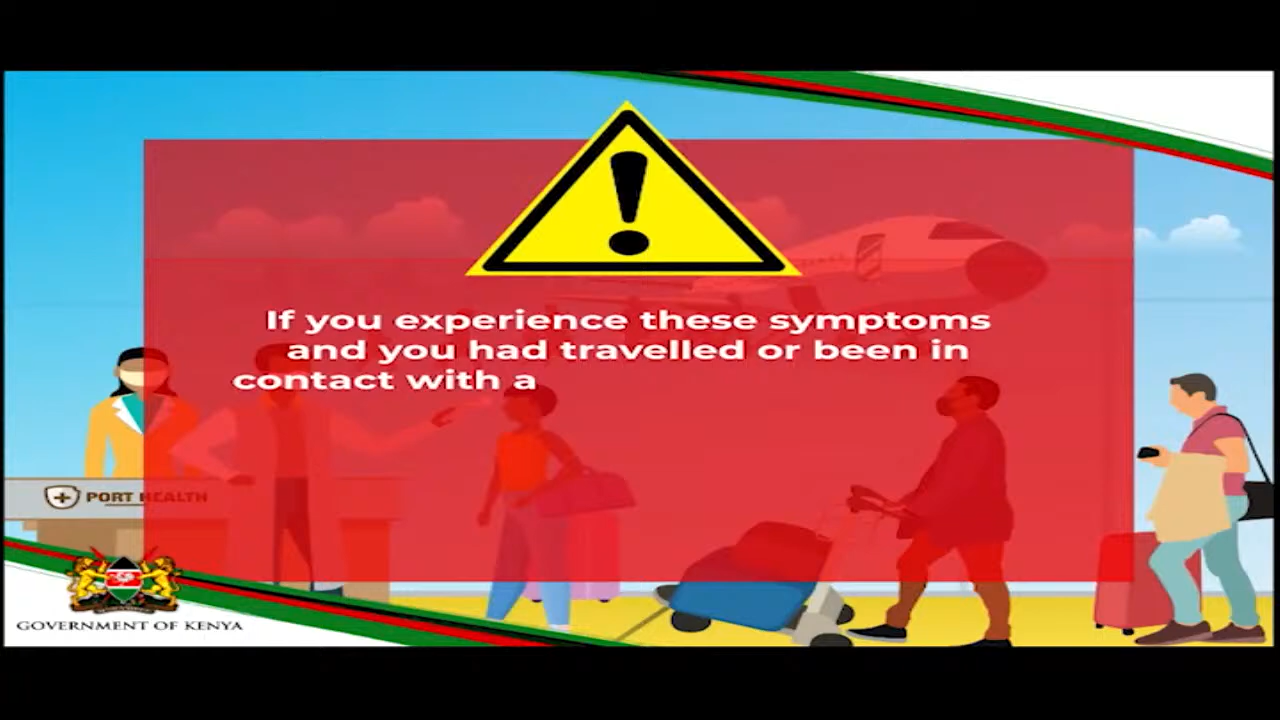 If you experience these symptoms
and you had travelled or been in
contact with a
PORT HEALTH
GOVERNMENT OF KENYA